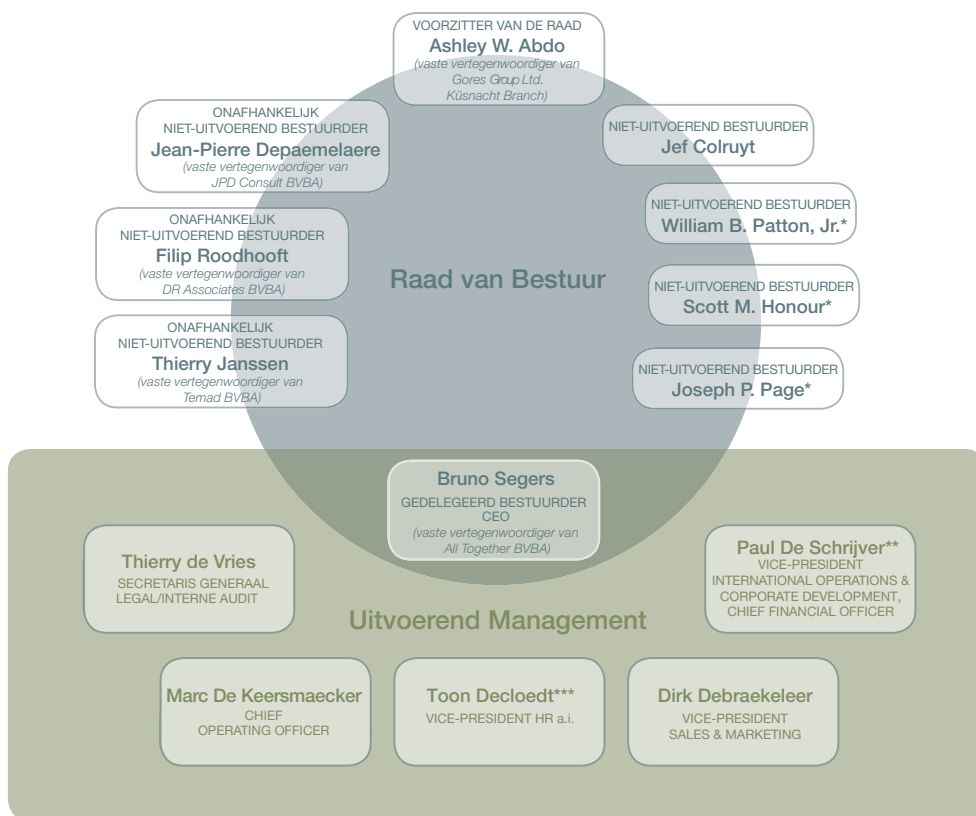 VOORZITTER VAN DE RAAD
Ashley W. Abdo
(vaste vertegenwoordiger van
Gores Group Ltd.
Küsnacht Branch)
ONAFHANKELIJK
NIET-UITVOEREND BESTUURDER
Jean-Pierre Depaemelaere
(vaste vertegenwoordiger van
JPD Consult BVBA)
NIET-UITVOEREND BESTUURDER
Jef Colruyt
ONAFHANKELIJK
NIET-UITVOEREND BESTUURDER
Filip Roodhooft
(vaste vertegenwoordiger van
DR Associates BVBA)
NIET-UITVOEREND BESTUURDER
William B. Patton, Jr.*
Raad van Bestuur
NIET-UITVOEREND BESTUURDER
Scott M. Honour*
ONAFHANKELIJK
NIET-UITVOEREND BESTUURDER
Thierry Janssen
(vaste vertegenwoordiger van
Temad BVBA)
NIET-UITVOEREND BESTUURDER
Joseph P. Page*
Bruno Segers
GEDELEGEERD BESTUURDER
CEO
(vaste vertegenwoordiger van
All Together BVBA)
Thierry de Vries
SECRETARIS GENERAAL
LEGAL/INTERNE AUDIT
Paul De Schrijver**
VICE-PRESIDENT
INTERNATIONAL OPERATIONS &
CORPORATE DEVELOPMENT,
CHIEF FINANCIAL OFFICER
Uitvoerend Management
Marc De Keersmaecker
CHIEF
OPERATING OFFICER
Toon Decloedt***
VICE-PRESIDENT HR a.i.
Dirk Debraekeleer
VICE-PRESIDENT
SALES & MARKETING